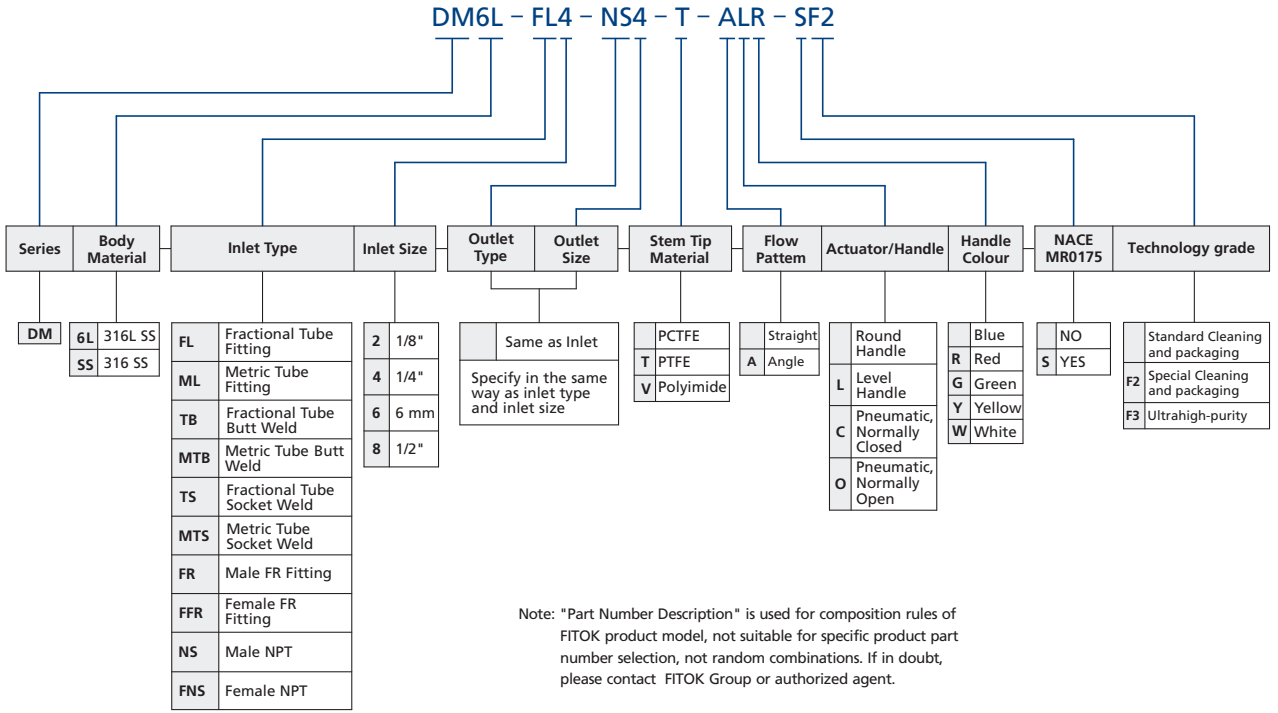 DM6L – FL4 – NS4 – T – ALR – SF2
Series
Body
Material
Inlet Type
Inlet Size
Outlet
Type
Outlet
Size
Stem Tip
Material
Flow
Pattem
Actuator/Handle
Handle
Colour
NACE
MR0175
Technology grade
DM
6L 316L SS
SS 316 SS
FL Fractional Tube
Fitting
ML Metric Tube
Fitting
TB Fractional Tube
Butt Weld
MTB Metric Tube Butt
Weld
TS Fractional Tube
Socket Weld
MTS Metric Tube
Socket Weld
FR Male FR Fitting
FFR Female FR
Fitting
NS Male NPT
FNS Female NPT
2 1/8"
4 1/4"
6 6 mm
8 1/2"
Same as Inlet
Specify in the same
way as inlet type
and inlet size
PCTFE
T PTFE
V Polyimide
Straight
A Angle
Round
Handle
L Level
Handle
C Pneumatic,
Normally
Closed
O Pneumatic,
Normally
Open
Blue
R Red
G Green
Y Yellow
W White
NO
S YES
Standard Cleaning
and packaging
F2 Special Cleaning
and packaging
F3 Ultrahigh-purity
Note: "Part Number Description" is used for composition rules of
FITOK product model, not suitable for specific product part
number selection, not random combinations. If in doubt,
please contact FITOK Group or authorized agent.